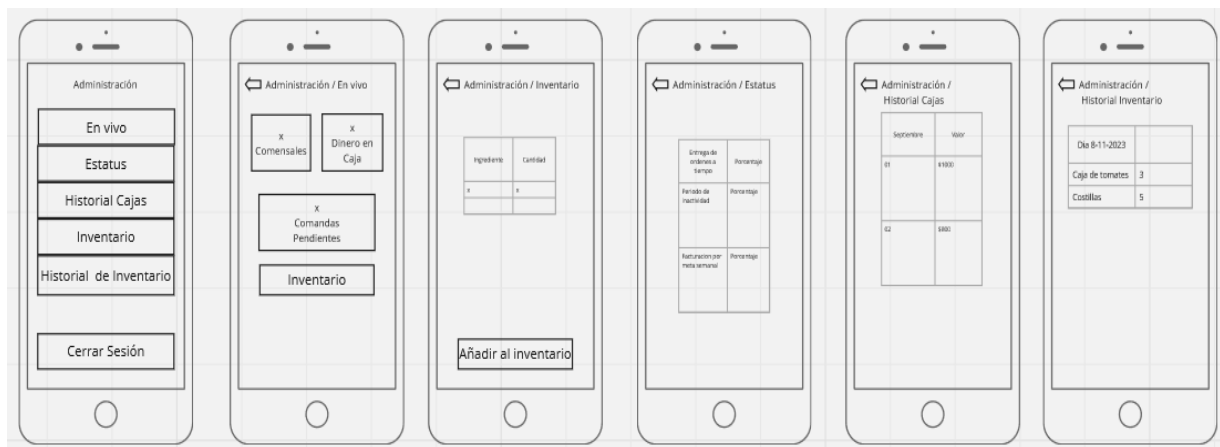 Administración
En vivo
Estatus
Historial Cajas
Inventario
Historial de Inventario
Cerrar Sesión
Administración / En vivo
x
Comensales
x
Dinero en
Caja
x
Comandas
Pendientes
Inventario
Administración / Inventario
Ingrediente Cantidad
x x
Añadir al inventario
Administración / Estatus
Entrega de
ordenes a
tiempo
Porcentaje
Periodo de
inactividad
Porcentaje
Facturacion por
meta semanal
Porcentaje
Administración /
Historial Cajas
Septiembre Valor
01 $1000
02 $800
Administración /
Historial Inventario
Dia 8-11-2023
Caja de tomates 3
Costillas 5